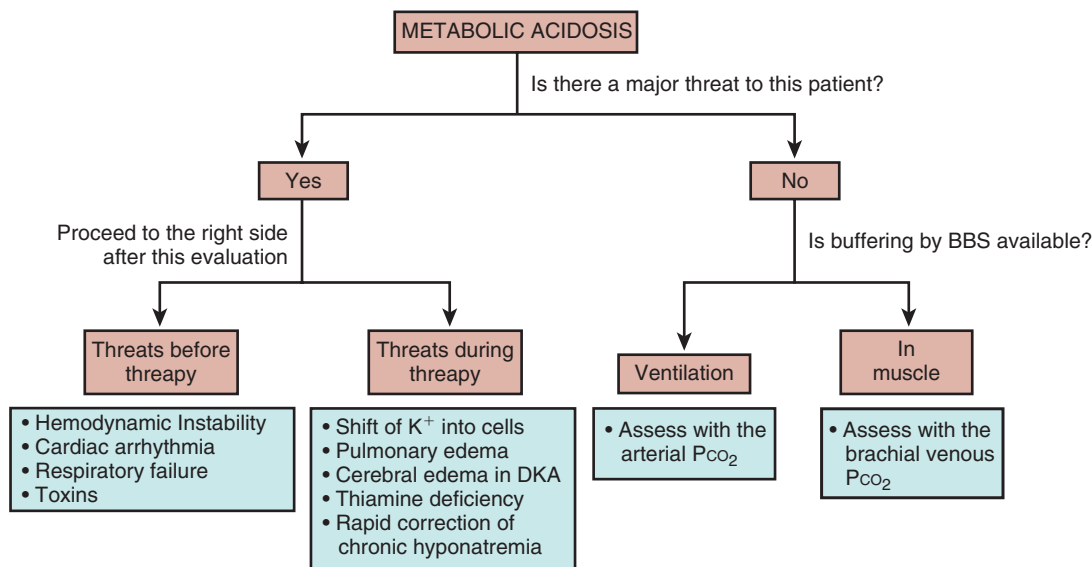 METABOLIC ACIDOSIS
Is there a major threat to this patient?
Yes
No
Proceed to the right side
after this evaluation
Is buffering by BBS available?
Threats before
threapy
Threats during
threapy
Ventilation
In
muscle
• Hemodynamic Instability
• Cardiac arrhythmia
• Respiratory failure
• Toxins
• Shift of K⁺ into cells
• Pulmonary edema
• Cerebral edema in DKA
• Thiamine deficiency
• Rapid correction of
chronic hyponatremia
• Assess with the
arterial PCO₂
• Assess with the
brachial venous
PCO₂